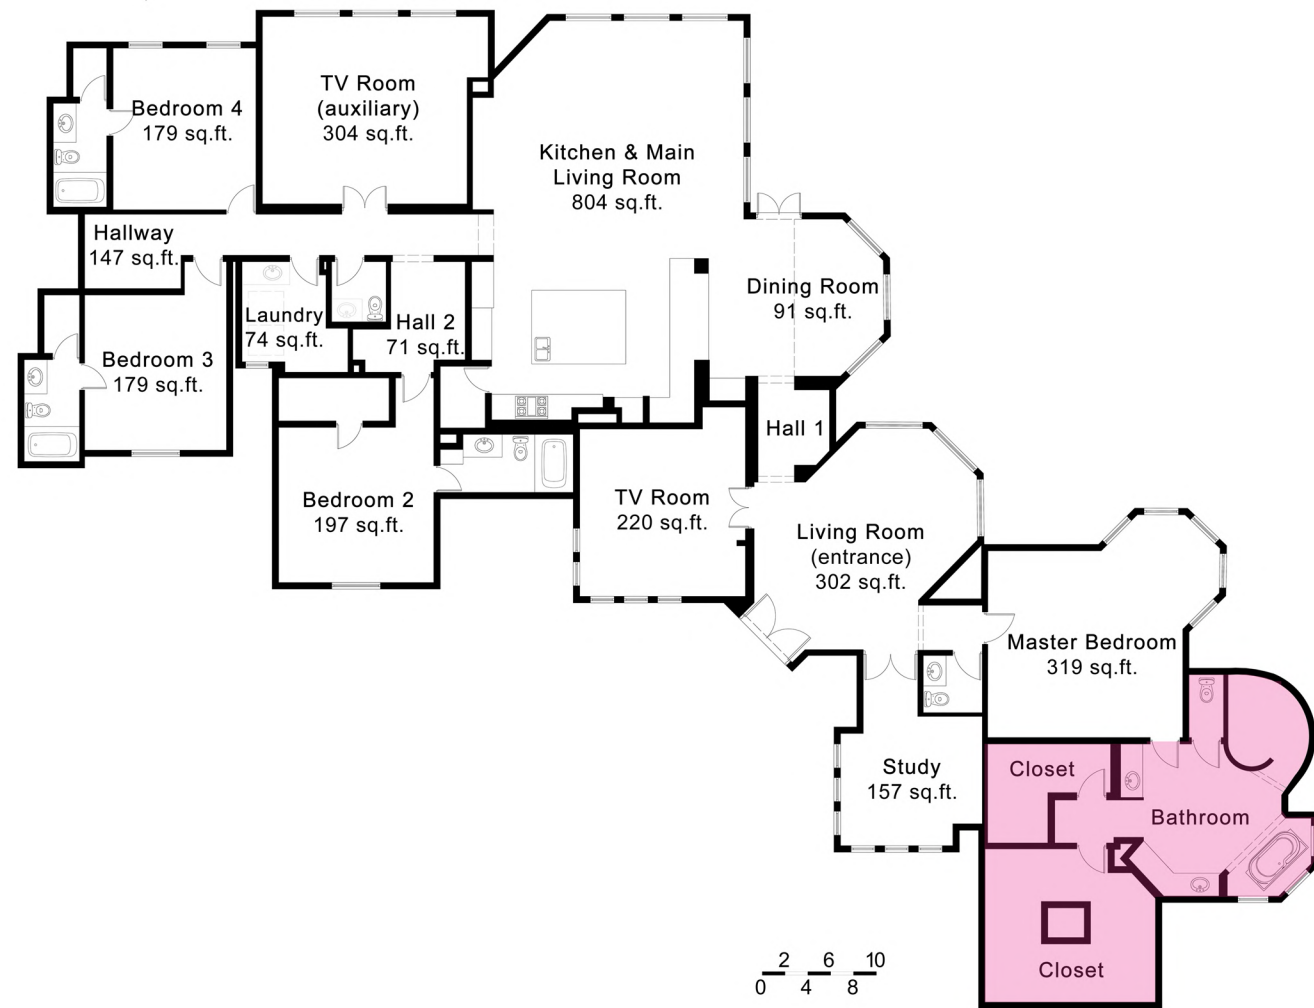 TV Room
(auxiliary)
304 sq.ft.
Bedroom 4
179 sq.ft.
Kitchen & Main
Living Room
804 sq.ft.
Hallway
147 sq.ft.
Dining Room
91 sq.ft.
Laundry
74 sq.ft.
Hall 2
71 sq.ft.
Bedroom 3
179 sq.ft.
Hall 1
Bedroom 2
197 sq.ft.
TV Room
220 sq.ft.
Living Room
(entrance)
302 sq.ft.
Master Bedroom
319 sq.ft.
Study
157 sq.ft.
Closet
Bathroom
Closet
2 6 10
0 4 8